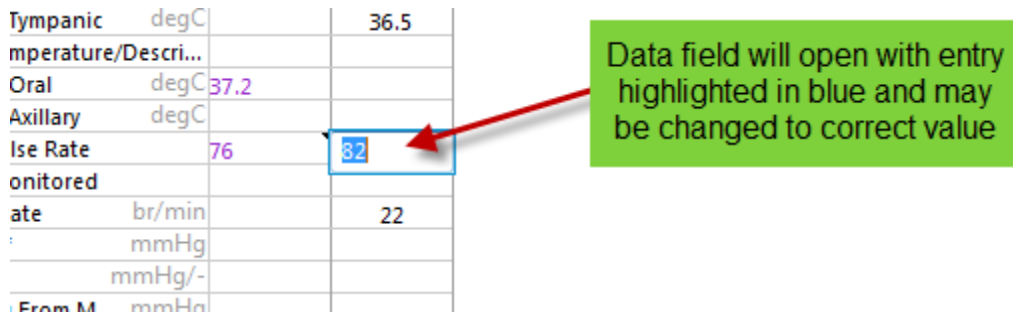 Tympanic degC 36.5
mperature/Descri...
Oral degC 37.2
Axillary degC
lse Rate 76 82
onitored
ate br/min 22
mmHg
mmHg/-
From M mmHg
Data field will open with entry
highlighted in blue and may
be changed to correct value